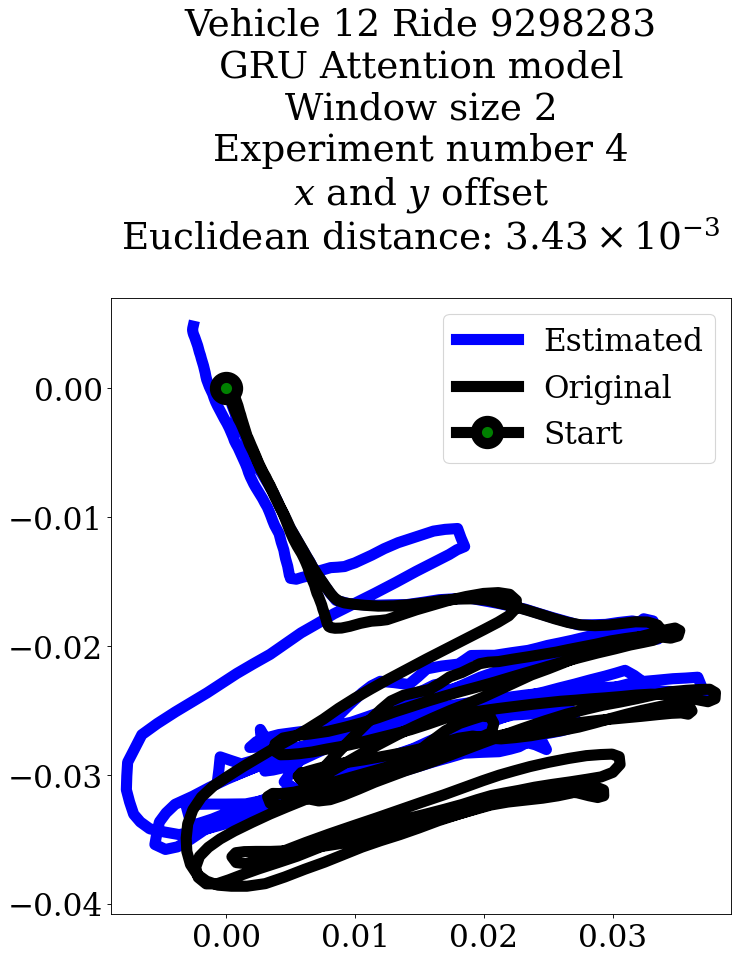 Vehicle 12 Ride 9298283
GRU Attention model
Window size 2
Experiment number 4
x and y offset
Euclidean distance: 3.43 × 10⁻³
Estimated
Original
Start
0.00
−0.01
−0.02
−0.03
−0.04
0.00
0.01
0.02
0.03